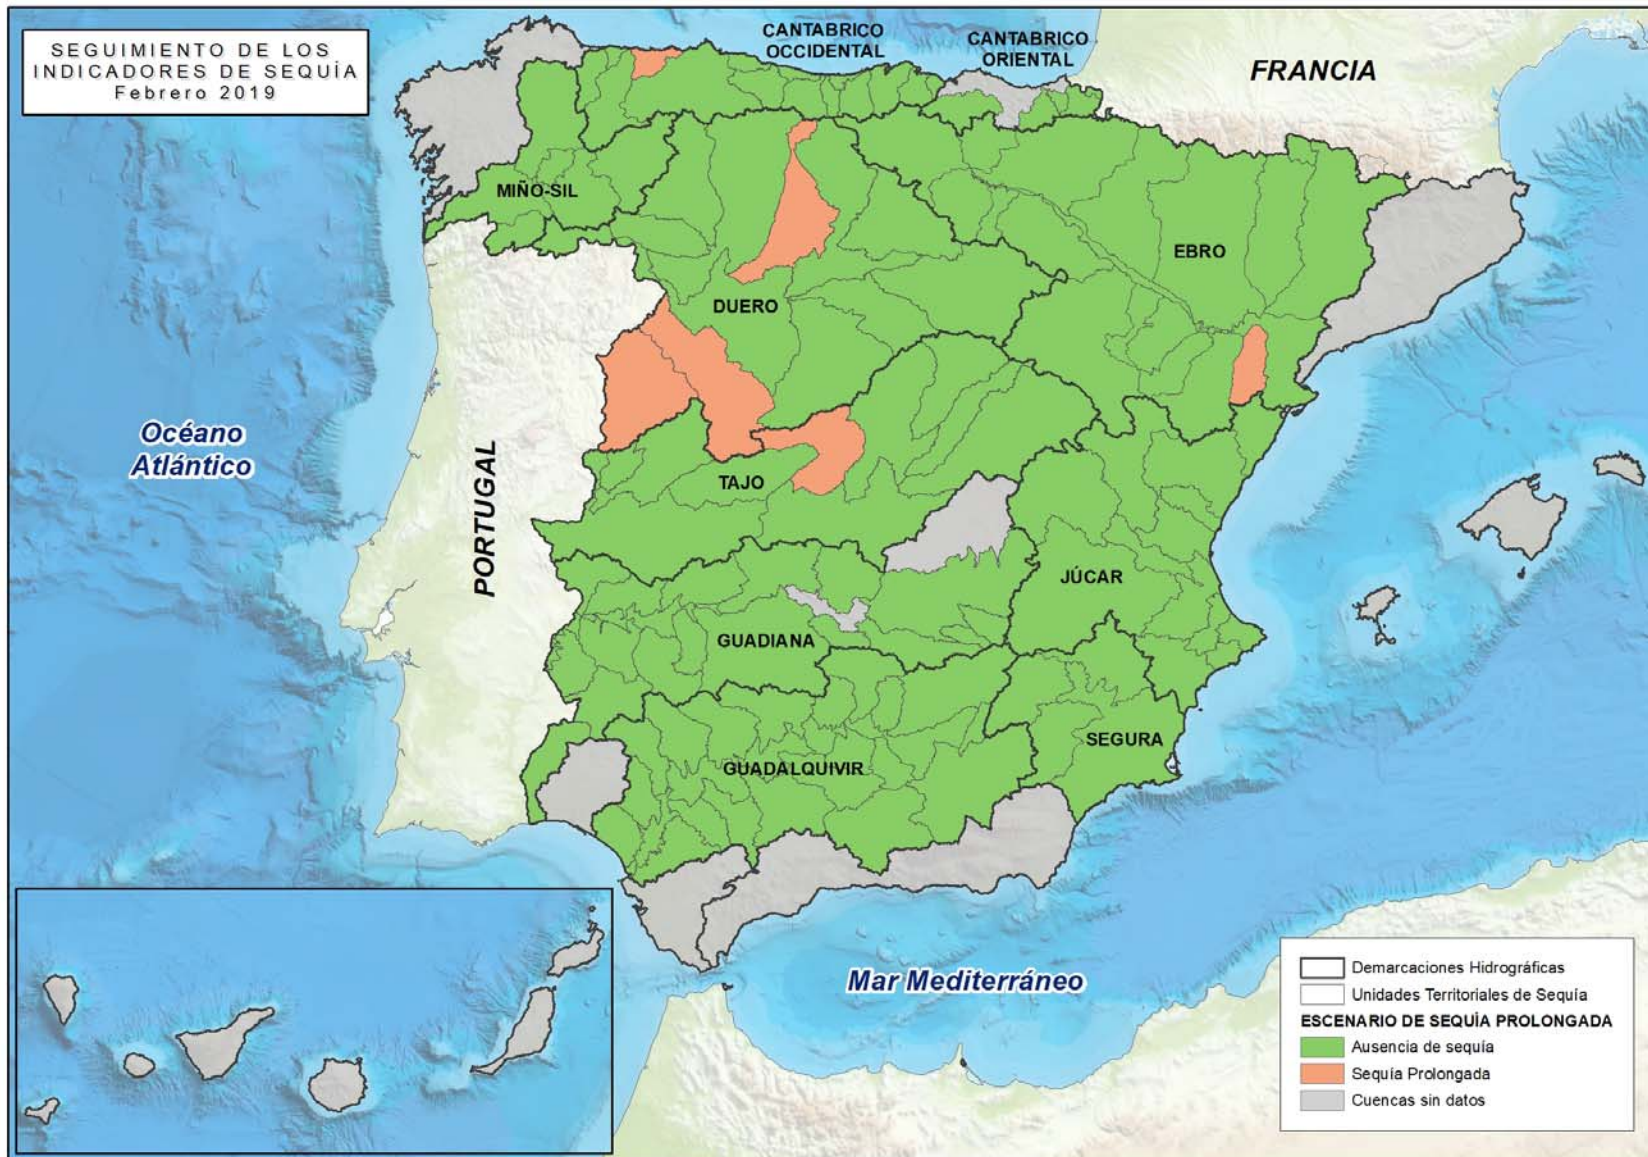 SEGUIMIENTO DE LOS
INDICADORES DE SEQUÍA
Febrero 2019
CANTABRICO
OCCIDENTAL
CANTABRICO
ORIENTAL
FRANCIA
MIÑO-SIL
EBRO
DUERO
Océano
Atlántico
PORTUGAL
TAJO
JÚCAR
GUADIANA
SEGURA
GUADALQUIVIR
Mar Mediterráneo
Demarcaciones Hidrográficas
Unidades Territoriales de Sequía
ESCENARIO DE SEQUÍA PROLONGADA
Ausencia de sequía
Sequía Prolongada
Cuencas sin datos